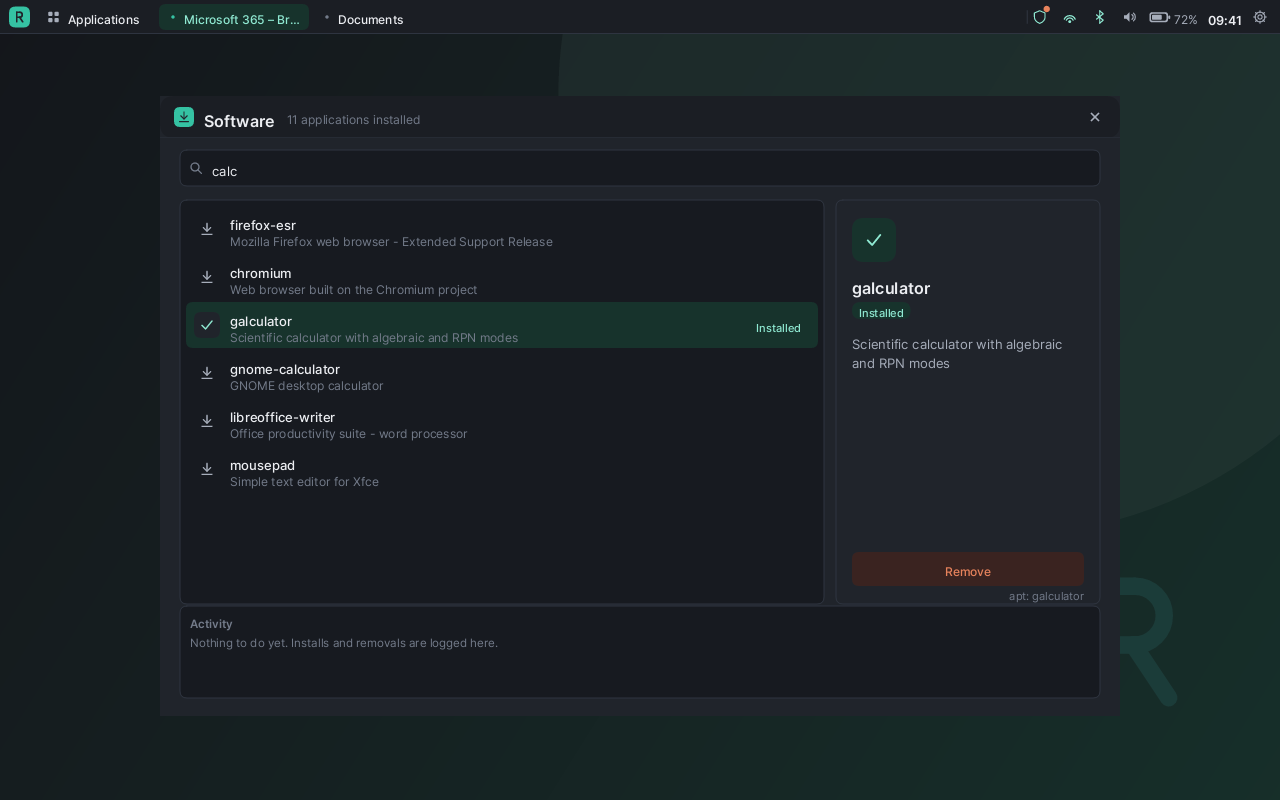 R Applications Microsoft 365 – Br... Documents 72% 09:41
Software 11 applications installed
calc
firefox-esr
Mozilla Firefox web browser - Extended Support Release
chromium
Web browser built on the Chromium project
galculator
Scientific calculator with algebraic and RPN modes
Installed
gnome-calculator
GNOME desktop calculator
libreoffice-writer
Office productivity suite - word processor
mousepad
Simple text editor for Xfce
galculator
Installed
Scientific calculator with algebraic
and RPN modes
Remove
apt: galculator
Activity
Nothing to do yet. Installs and removals are logged here.
R